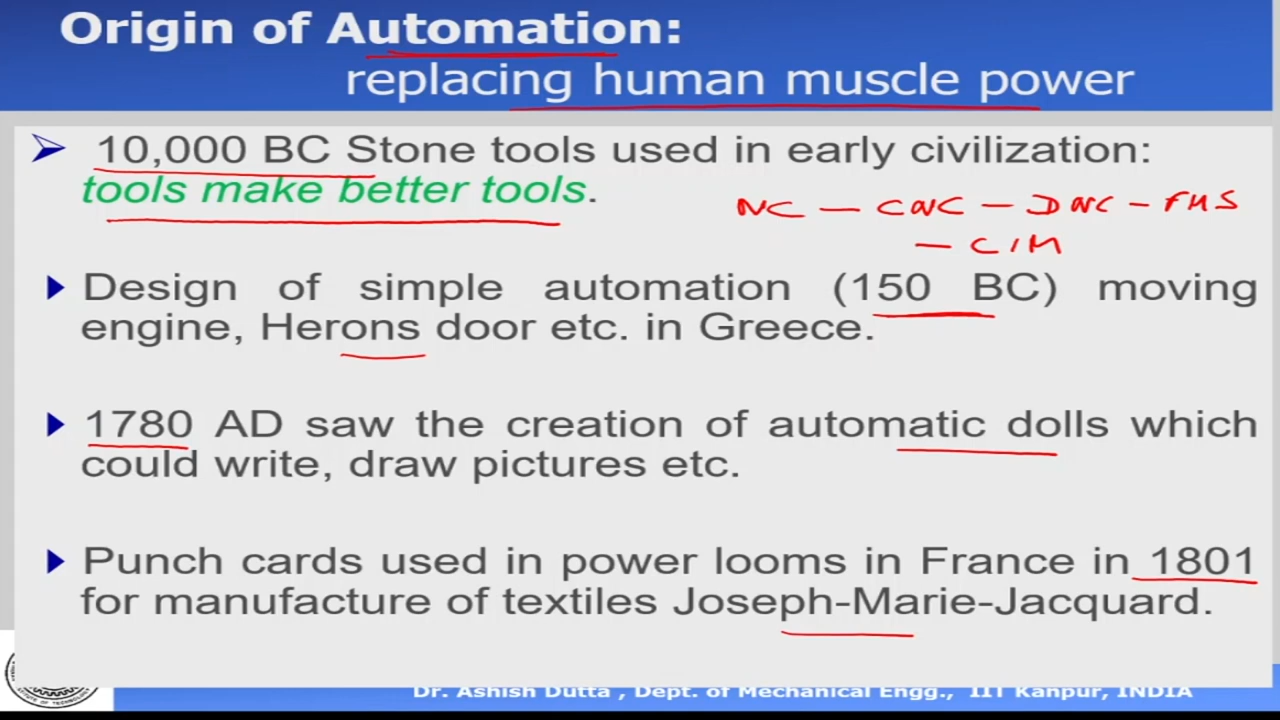 Origin of Automation:
replacing human muscle power
10,000 BC Stone tools used in early civilization:
tools make better tools.
NC – CNC – DNC – FMS
– CIM
Design of simple automation (150 BC) moving
engine, Herons door etc. in Greece.
1780 AD saw the creation of automatic dolls which
could write, draw pictures etc.
Punch cards used in power looms in France in 1801
for manufacture of textiles Joseph-Marie-Jacquard.
Dr. Ashish Dutta , Dept. of Mechanical Engg., IIT Kanpur, INDIA